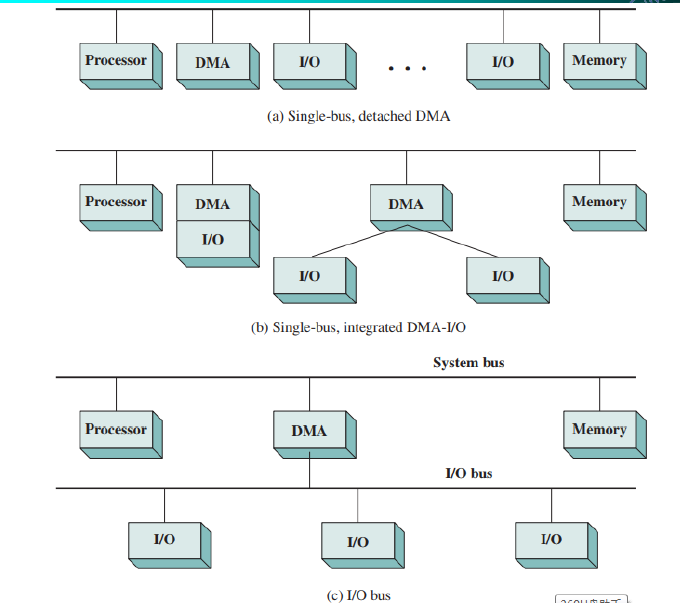 Processor DMA I/O . . . I/O Memory
(a) Single-bus, detached DMA
Processor DMA DMA Memory
I/O
I/O I/O
(b) Single-bus, integrated DMA-I/O
System bus
Processor DMA Memory
I/O bus
I/O I/O I/O
(c) I/O bus